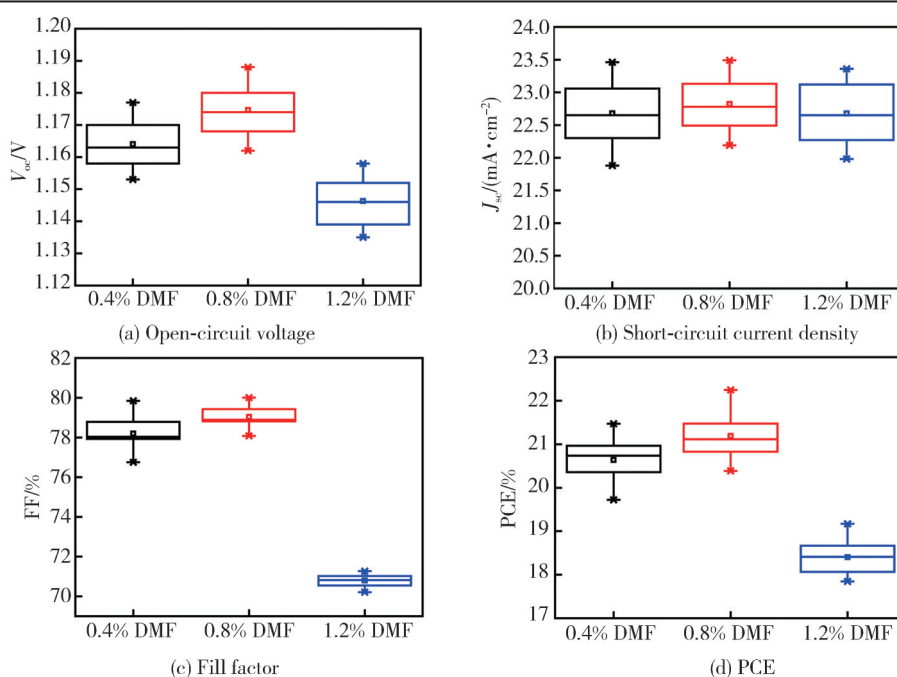 1.20
1.19
1.18
1.17
1.16
1.15
1.14
1.13
1.12
Voc/V
0.4% DMF 0.8% DMF 1.2% DMF
(a) Open-circuit voltage
24.0
23.5
23.0
22.5
22.0
21.5
21.0
20.5
20.0
Jsc/(mA•cm−2)
0.4% DMF 0.8% DMF 1.2% DMF
(b) Short-circuit current density
82
80
78
76
74
72
70
FF/%
0.4% DMF 0.8% DMF 1.2% DMF
(c) Fill factor
23
22
21
20
19
18
17
PCE/%
0.4% DMF 0.8% DMF 1.2% DMF
(d) PCE